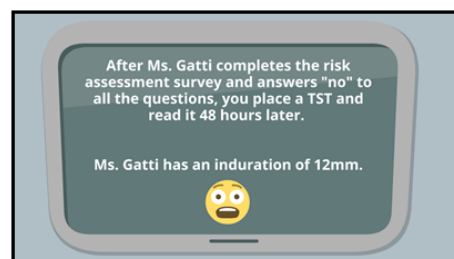 After Ms. Gatti completes the risk
assessment survey and answers "no" to
all the questions, you place a TST and
read it 48 hours later.
Ms. Gatti has an induration of 12mm.